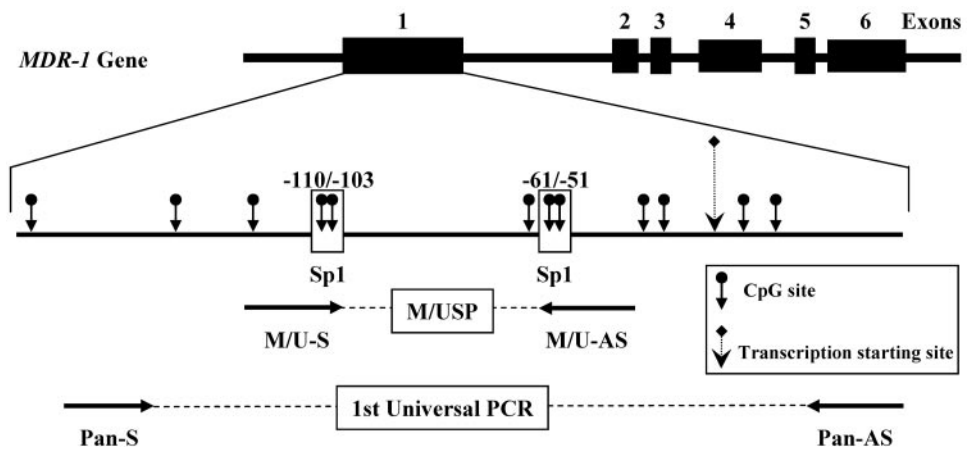 1 2 3 4 5 6 Exons
MDR-1 Gene
-110/-103 -61/-51
Sp1 Sp1
CpG site
M/USP
M/U-S M/U-AS
Transcription starting site
1st Universal PCR
Pan-S Pan-AS